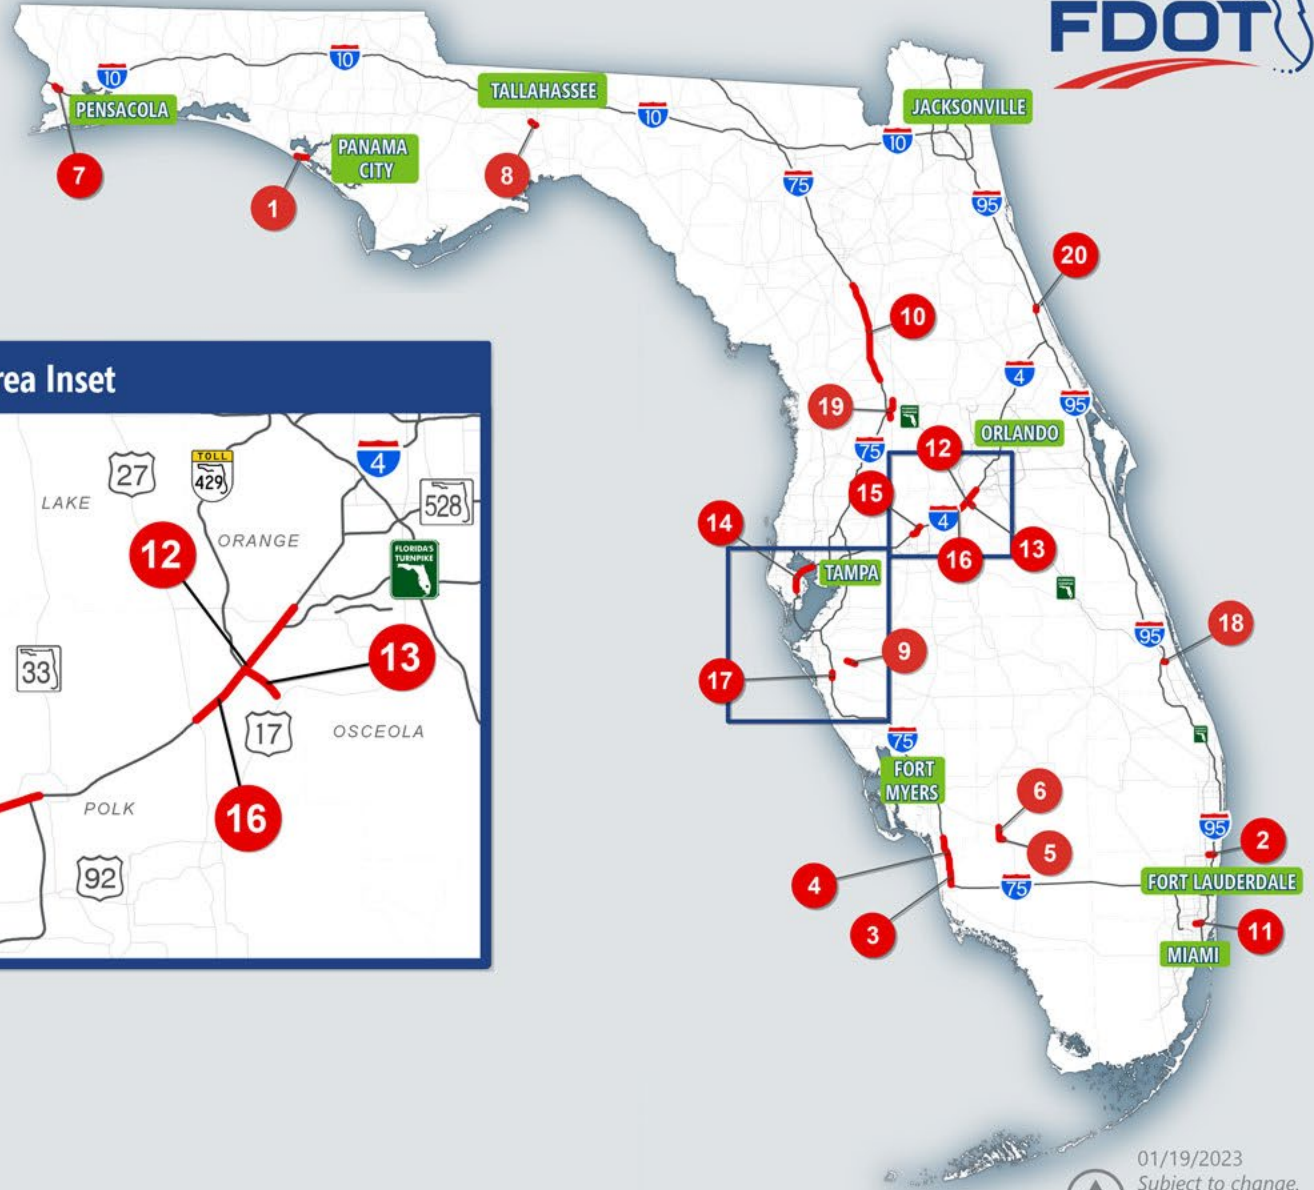 FDOT
10
10
TALLAHASSEE
10
JACKSONVILLE
10
PENSACOLA
PANAMA
CITY
7
8
1
75
95
20
10
4
95
19
ORLANDO
75
12
15
4
14
16
13
TAMPA
95
18
9
17
75
FORT
MYERS
6
5
95
2
4
75
FORT LAUDERDALE
3
11
MIAMI
rea Inset
27
TOLL
429
4
LAKE
528
ORANGE
12
FLORIDA'S
TURNPIKE
13
33
17
OSCEOLA
POLK
16
92
01/19/2023
Subject to change.